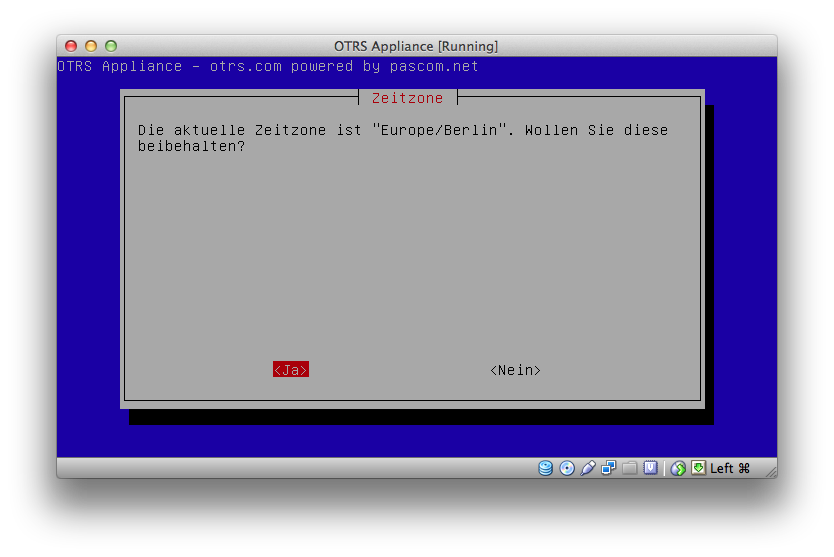 OTRS Appliance [Running]
OTRS Appliance - otrs.com powered by pascom.net
Zeitzone
Die aktuelle Zeitzone ist "Europe/Berlin". Wollen Sie diese
beibehalten?
<Ja> <Nein>
Left ⌘